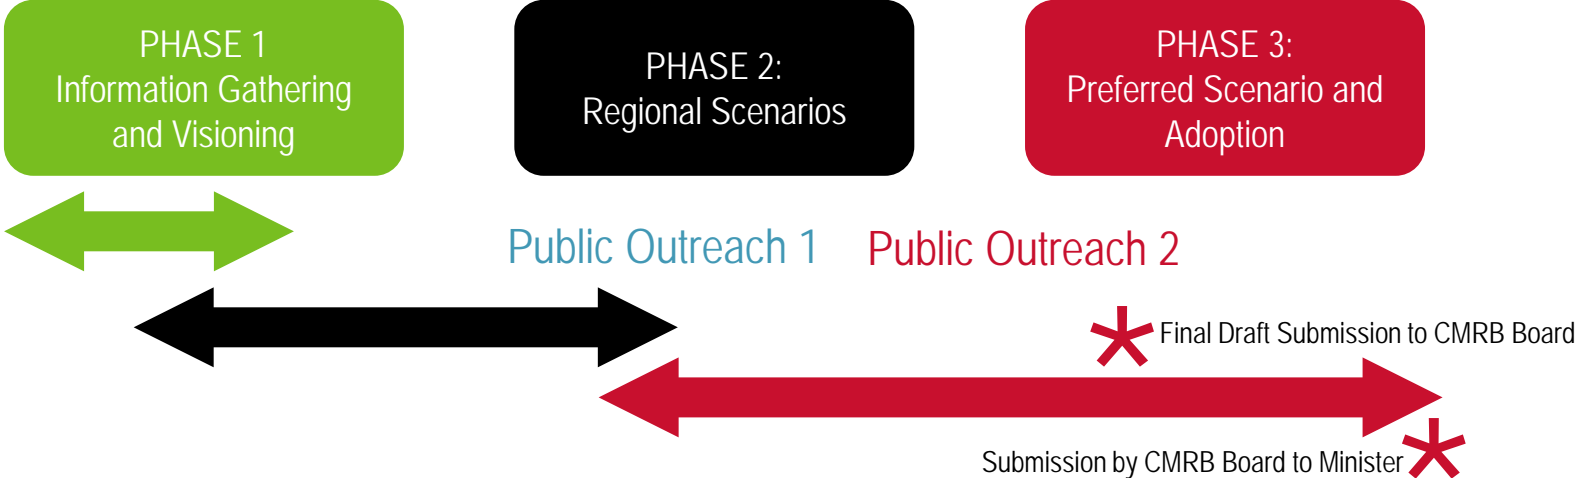 PHASE 1
Information Gathering
and Visioning
PHASE 2:
Regional Scenarios
PHASE 3:
Preferred Scenario and
Adoption
Public Outreach 1
Public Outreach 2
Final Draft Submission to CMRB Board
Submission by CMRB Board to Minister